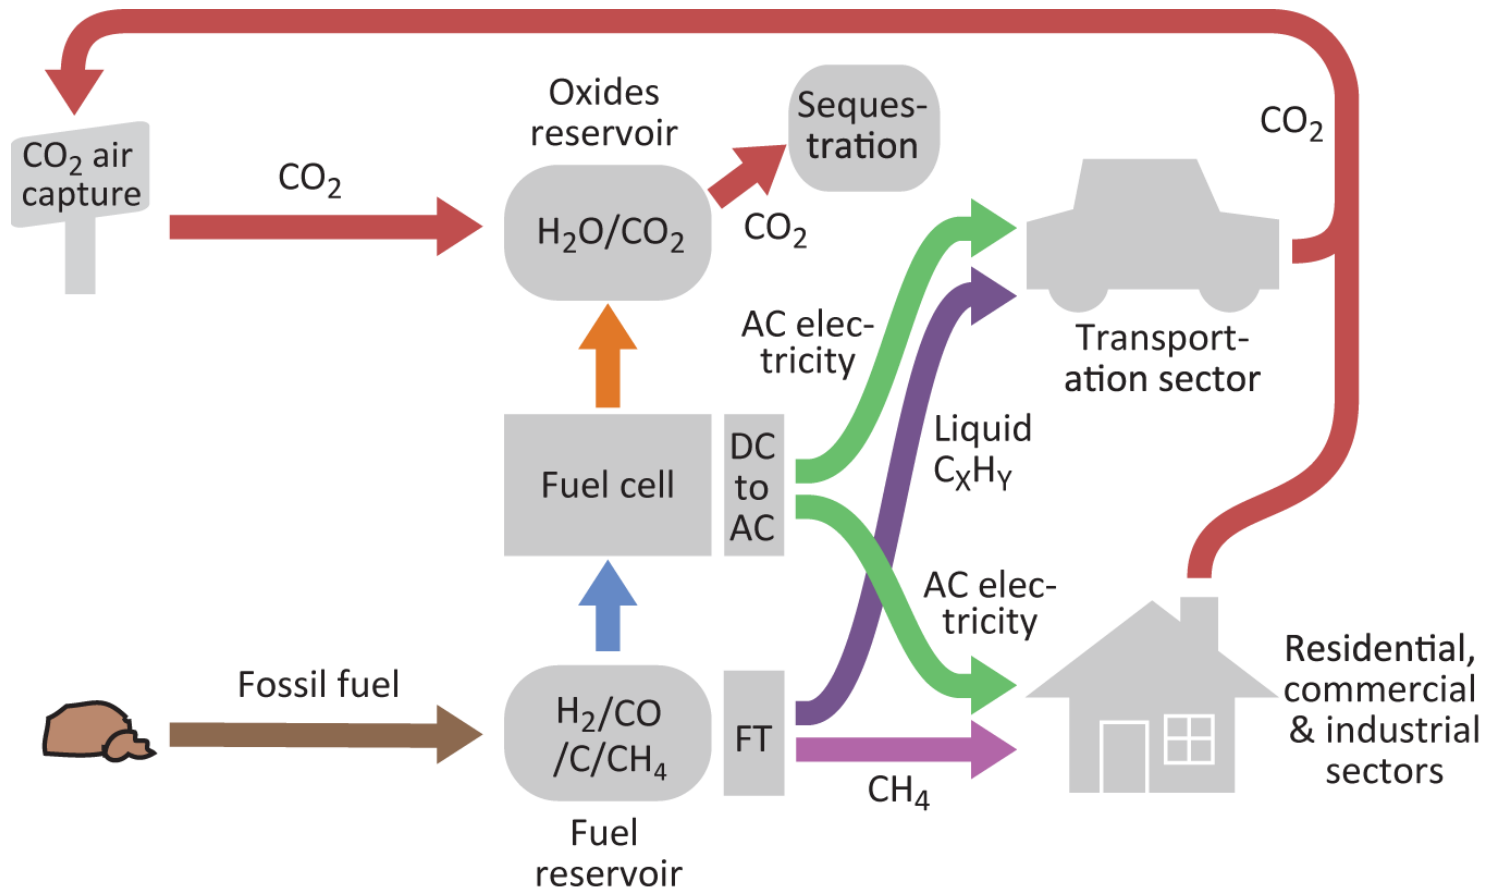 CO₂
Oxides
reservoir
Seques-
tration
CO₂ air
capture
CO₂
H₂O/CO₂
CO₂
AC elec-
tricity
Transport-
ation sector
Fuel cell
DC
to
AC
Liquid
CₓHᵧ
AC elec-
tricity
Fossil fuel
H₂/CO
/C/CH₄
FT
CH₄
Residential,
commercial
& industrial
sectors
Fuel
reservoir